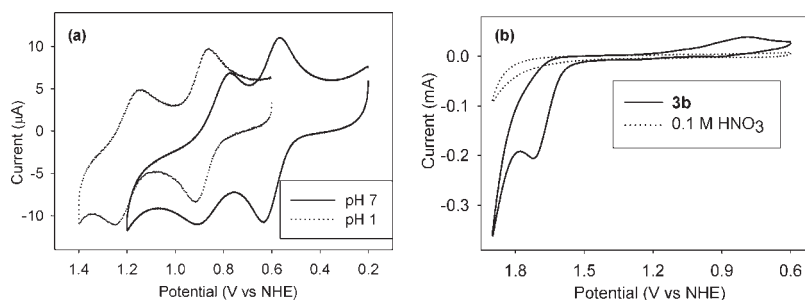 (a)
10
5
0
-5
-10
Current (μA)
pH 7
pH 1
1.4 1.2 1.0 0.8 0.6 0.4 0.2
Potential (V vs NHE)
(b)
0.0
-0.1
-0.2
-0.3
Current (mA)
3b
0.1 M HNO3
1.8 1.5 1.2 0.9 0.6
Potential (V vs NHE)